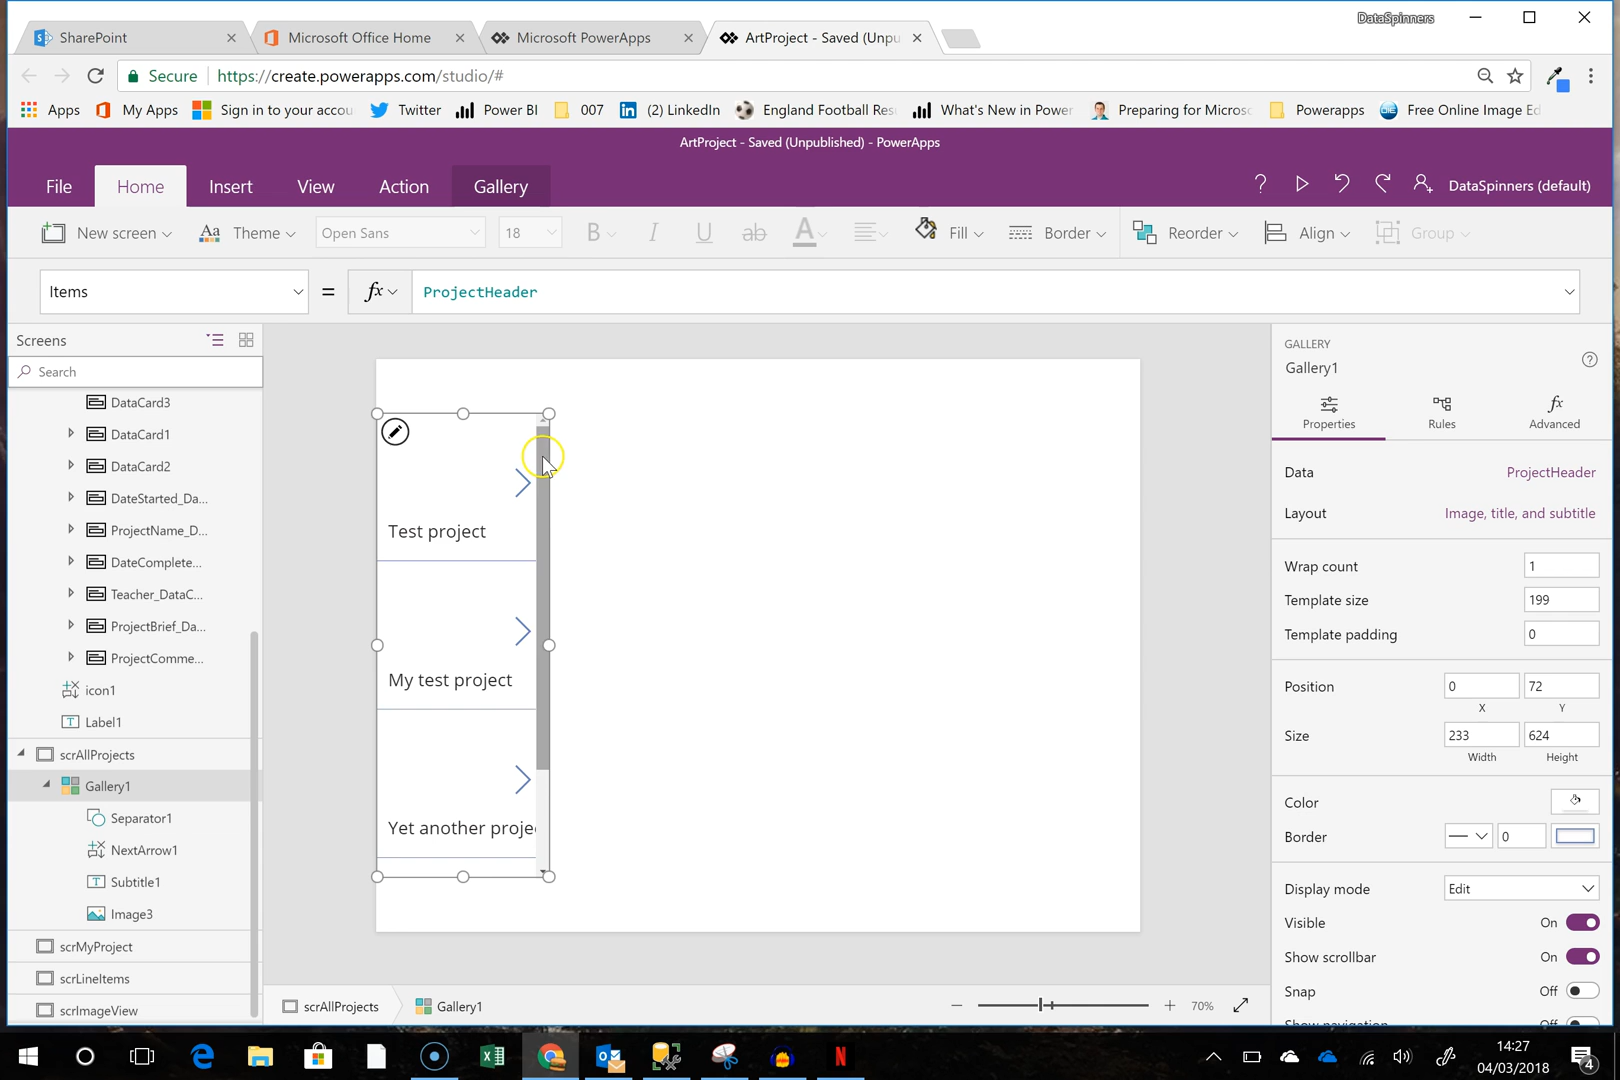 DataSpinners
SharePoint
Microsoft Office Home
Microsoft PowerApps
ArtProject - Saved (Unpu
Secure
https://create.powerapps.com/studio/#
Apps
My Apps
Sign in to your accou
Twitter
Power BI
007
(2) LinkedIn
England Football Res
What's New in Power
Preparing for Micros
Powerapps
Free Online Image Ed
ArtProject - Saved (Unpublished) - PowerApps
File
Home
Insert
View
Action
Gallery
?
DataSpinners (default)
New screen
Theme
Open Sans
18
B
I
U
ab
A
Fill
Border
Reorder
Align
Group
Items
=
fx
ProjectHeader
Screens
Search
DataCard3
DataCard1
DataCard2
DateStarted_Da...
ProjectName_D...
DateComplete...
Teacher_DataC...
ProjectBrief_Da...
ProjectComme...
icon1
Label1
scrAllProjects
Gallery1
Separator1
NextArrow1
Subtitle1
Image3
scrMyProject
scrLineItems
scrImageView
Test project
My test project
Yet another projec
scrAllProjects
Gallery1
70%
GALLERY
Gallery1
Properties
Rules
fx
Advanced
Data
ProjectHeader
Layout
Image, title, and subtitle
Wrap count
1
Template size
199
Template padding
0
Position
0
72
X
Y
Size
233
624
Width
Height
Color
Border
0
Display mode
Edit
Visible
On
Show scrollbar
On
Snap
Off
Show navigation
Off
14:27
04/03/2018
4